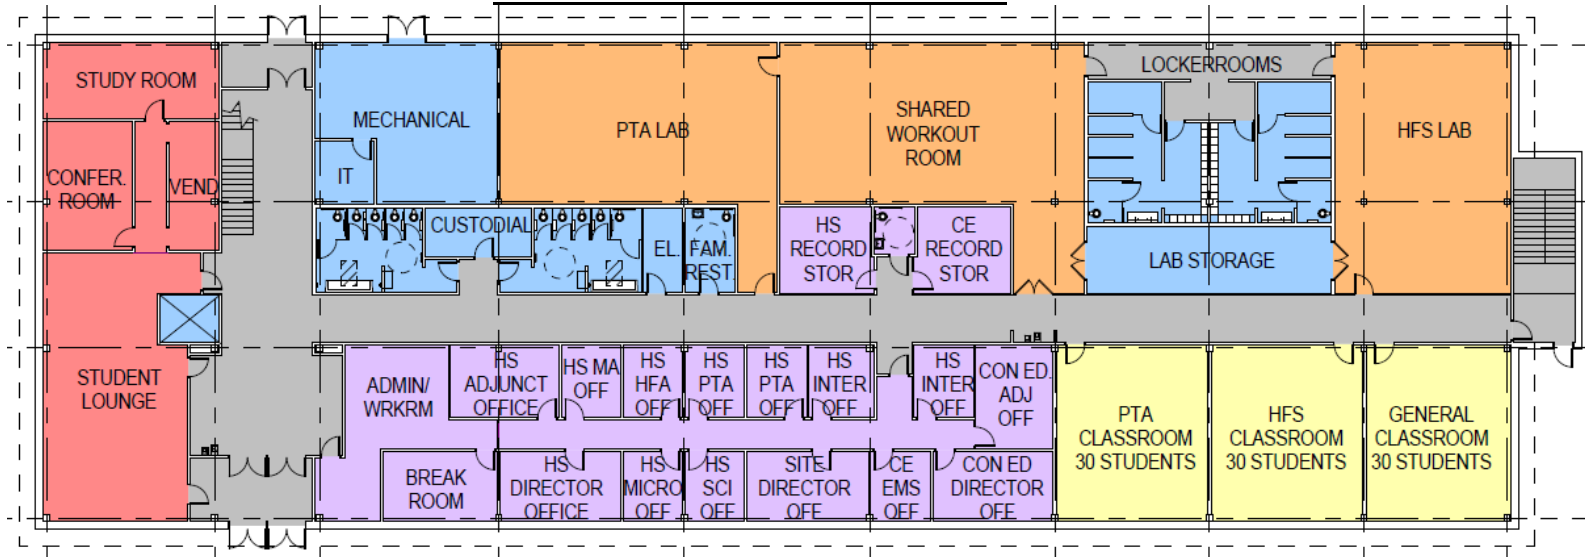 STUDY ROOM
CONFER.
ROOM
VEND
STUDENT
LOUNGE
MECHANICAL
IT
CUSTODIAL
EL.
FAM.
REST.
PTA LAB
SHARED
WORKOUT
ROOM
HS
RECORD
STOR
CE
RECORD
STOR
LOCKERROOMS
LAB STORAGE
HFS LAB
ADMIN/
WRKRM
HS
ADJUNCT
OFFICE
HS MA
OFF
HS
HFA
OFF
HS
PTA
OFF
HS
PTA
OFF
HS
INTER
OFF
HS
INTER
OFF
CON ED.
ADJ
OFF
BREAK
ROOM
HS
DIRECTOR
OFFICE
HS
MICRO
OFF
HS
SCI
OFF
SITE
DIRECTOR
OFF
CE
EMS
OFF
CON ED
DIRECTOR
OFF
PTA
CLASSROOM
30 STUDENTS
HFS
CLASSROOM
30 STUDENTS
GENERAL
CLASSROOM
30 STUDENTS